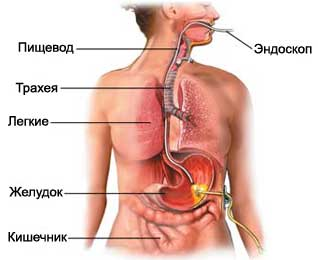 Пищевод
Эндоскоп
Трахея
Легкие
Желудок
Кишечник